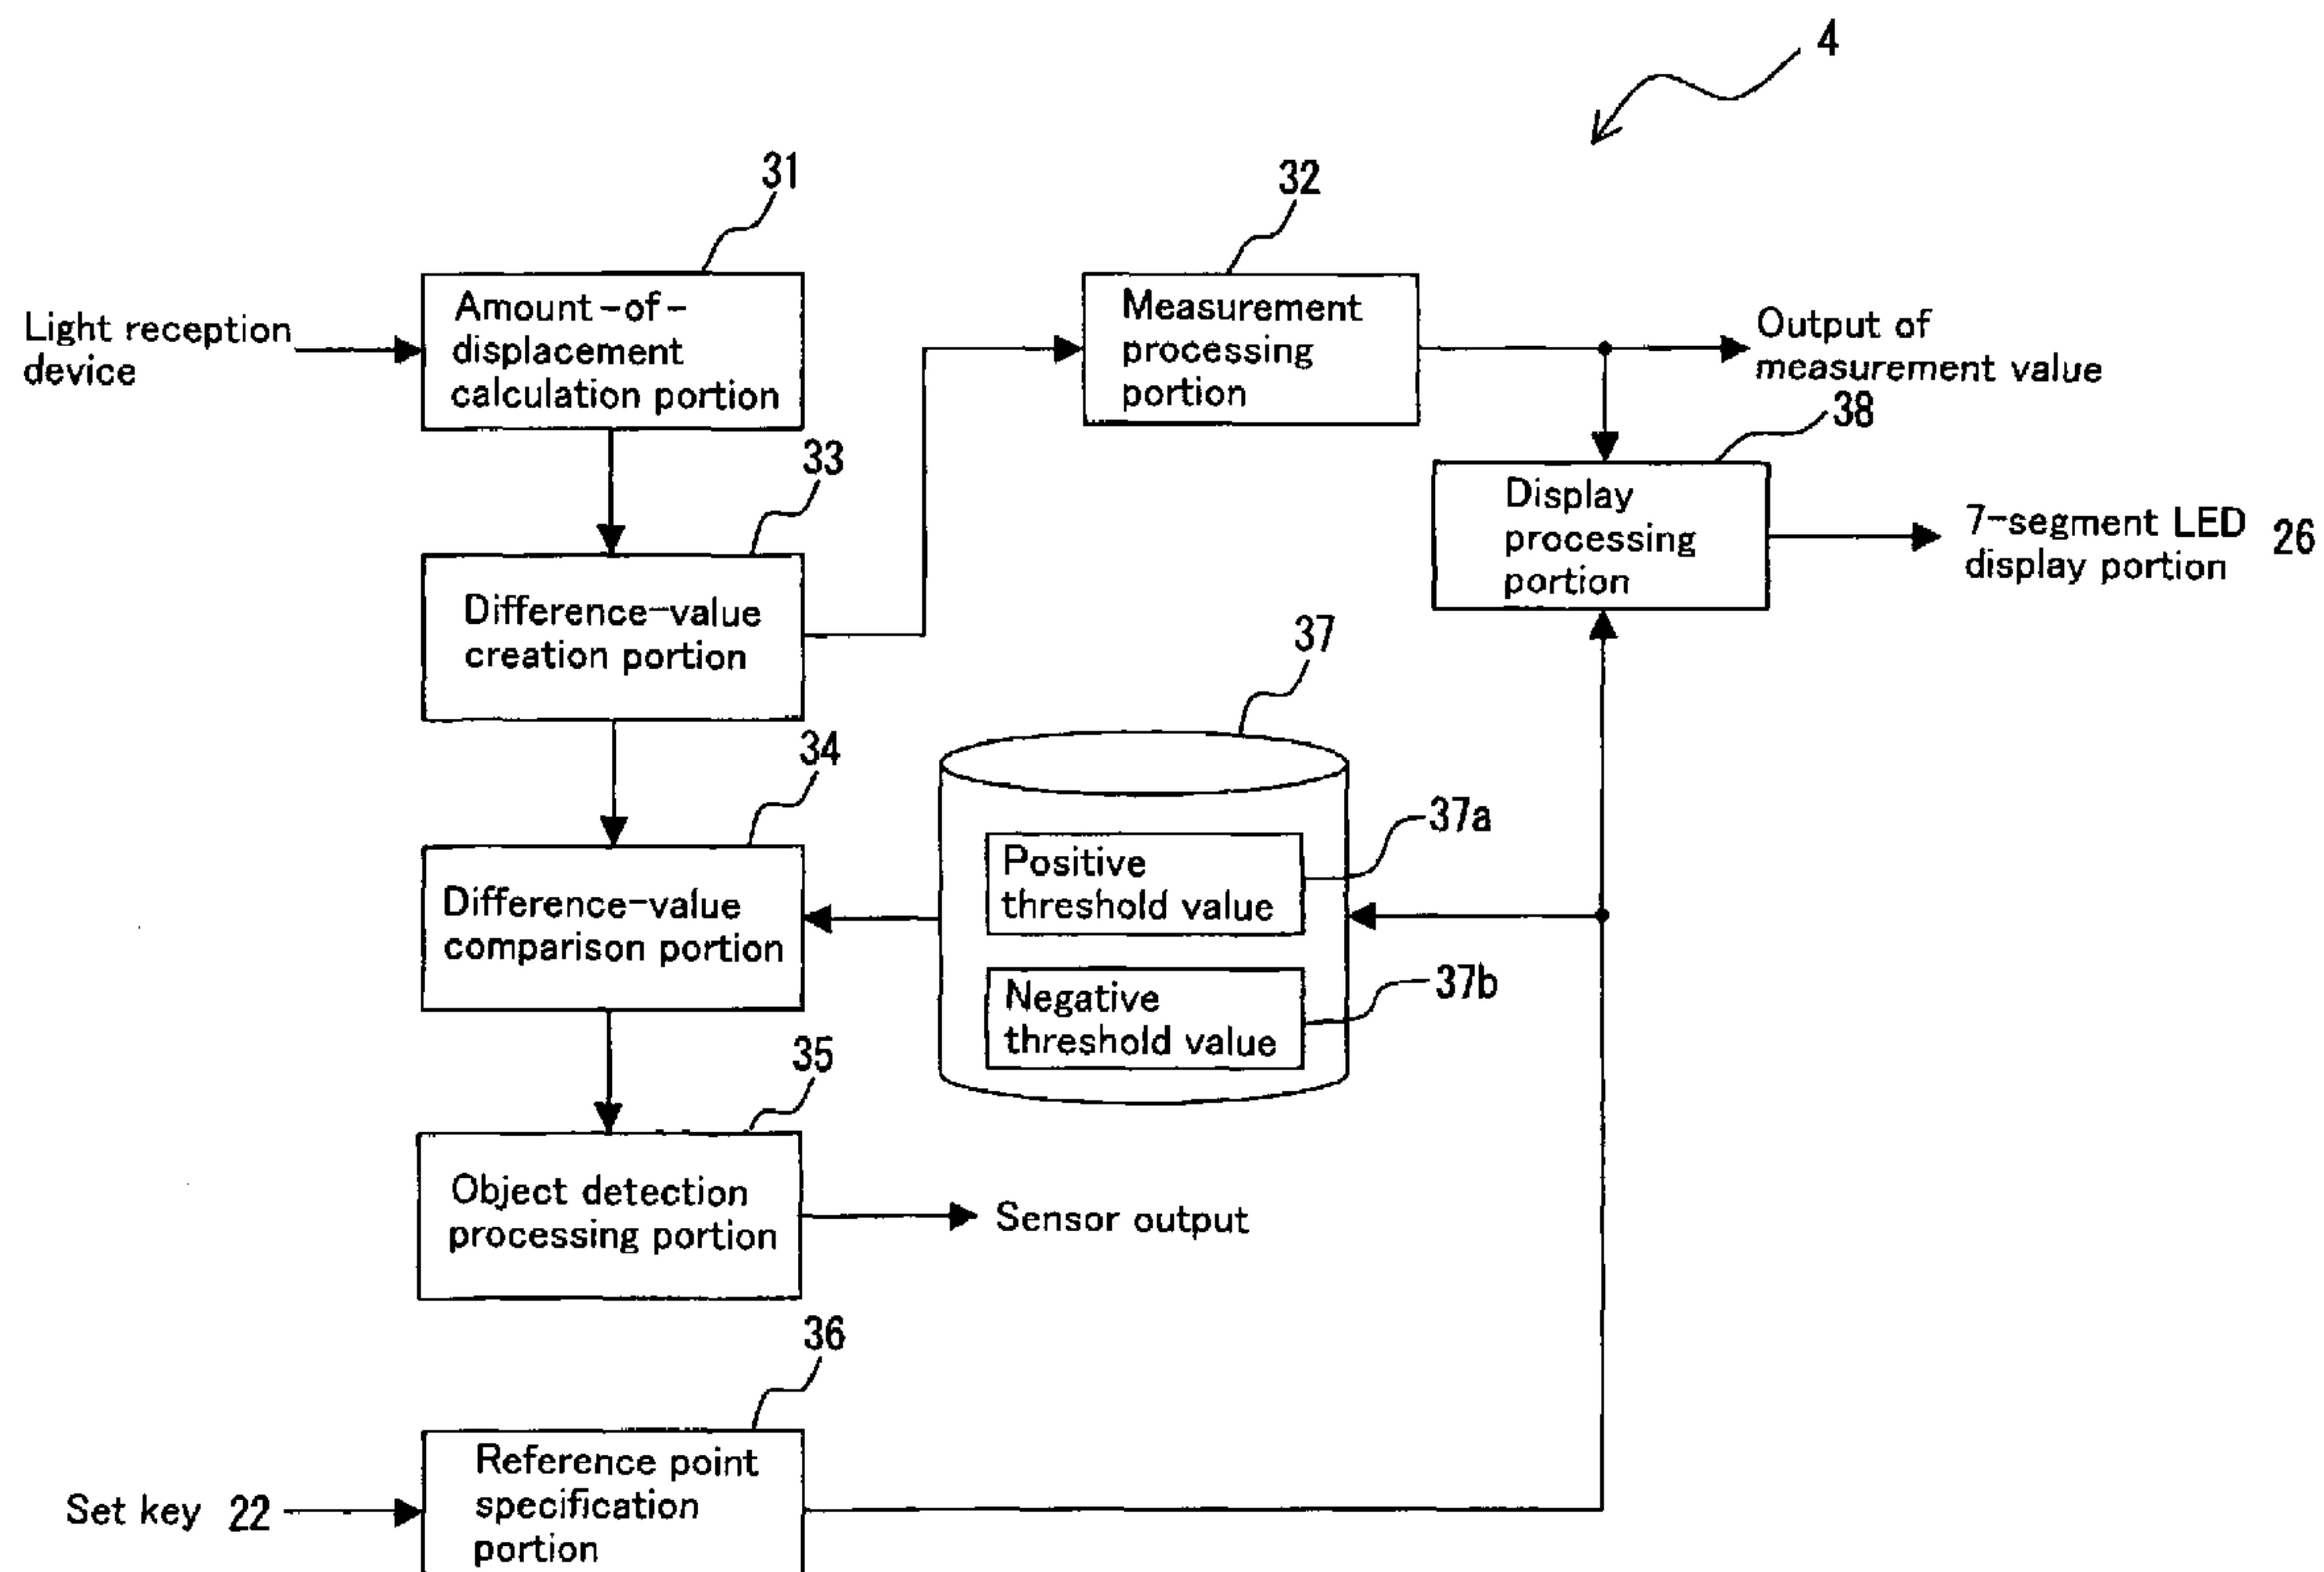 4
31
32
Light reception
device
Amount-of-
displacement
calculation portion
Measurement
processing
portion
Output of
measurement value
33
38
Difference-value
creation portion
Display
processing
portion
7-segment LED
display portion
26
37
34
Difference-value
comparison portion
Positive
threshold value
37a
Negative
threshold value
37b
35
Object detection
processing portion
Sensor output
36
Set key 22
Reference point
specification
portion